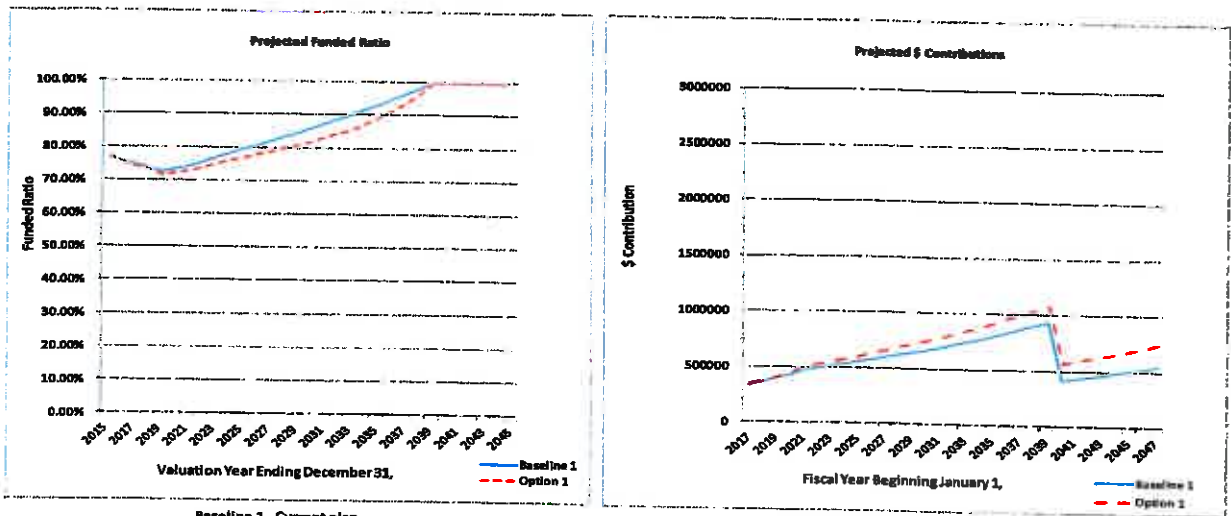 Projected Funded Ratio
100.00%
90.00%
80.00%
70.00%
60.00%
50.00%
40.00%
30.00%
20.00%
10.00%
0.00%
Funded Ratio
2015 2017 2019 2021 2023 2025 2027 2029 2031 2033 2035 2037 2039 2041 2043 2045
Valuation Year Ending December 31,
Baseline 1
Option 1
Projected $ Contributions
3000000
2500000
2000000
1500000
1000000
500000
0
$ Contribution
2017 2019 2021 2023 2025 2027 2029 2031 2033 2035 2037 2039 2041 2043 2045 2047
Fiscal Year Beginning January 1,
Baseline 1
Option 1
Baseline 1 Current plan